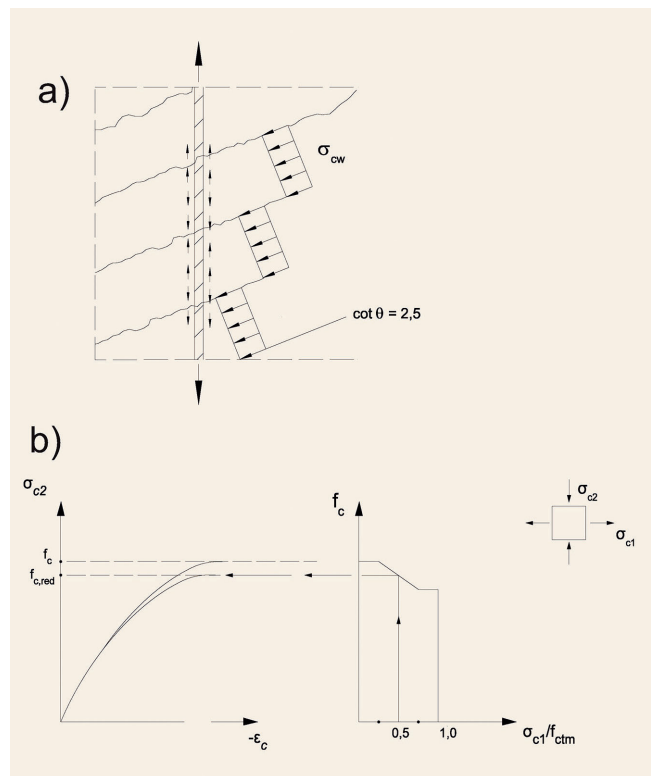 a)
σcw
cot θ = 2,5
b)
σc2
fc
fc,red
-εc
fc
0,5
1,0
σc1/fctm
σc2
σc1